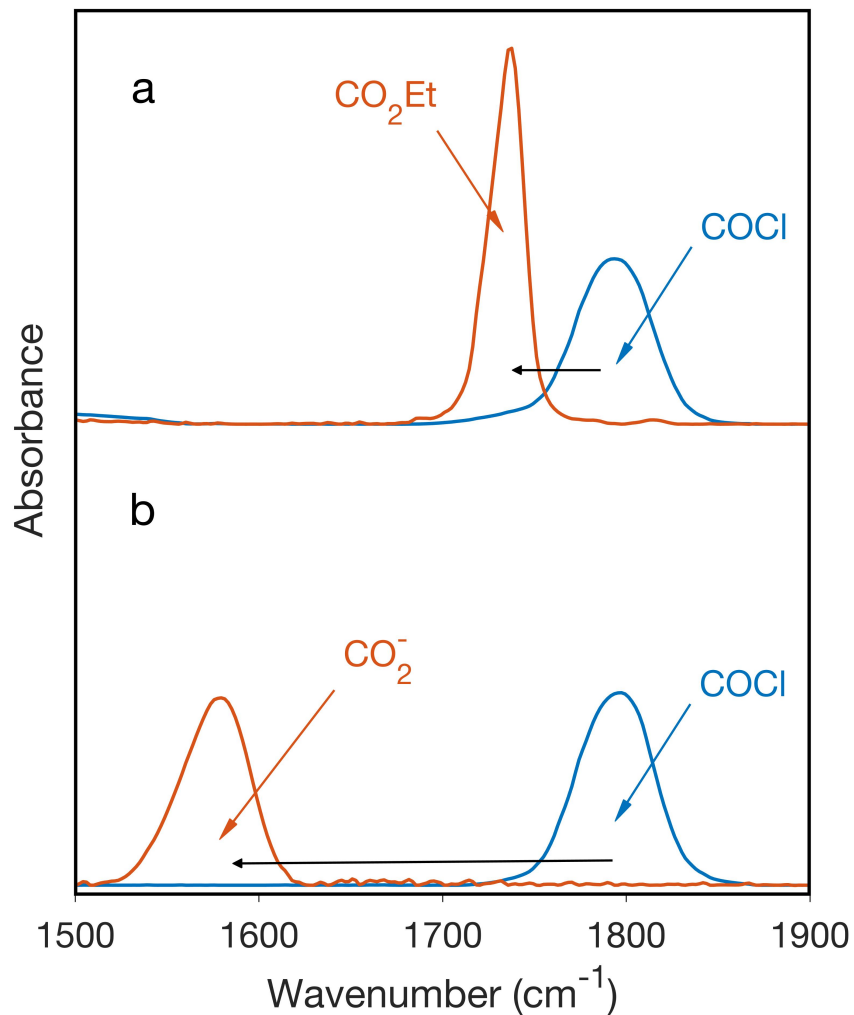 a
CO₂Et
COCl
Absorbance
b
CO₂⁻
COCl
1500 1600 1700 1800 1900
Wavenumber (cm⁻¹)